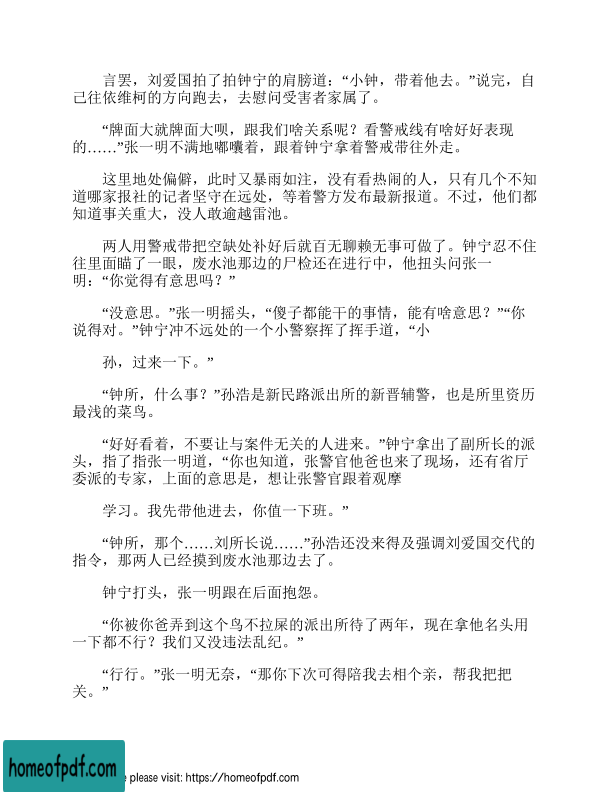 言罢，刘爱国拍了拍钟宁的肩膀道：“小钟，带着他去。”说完，自
己往依维柯的方向跑去，去慰问受害者家属了。
“牌面大就牌面大呗，跟我们啥关系呢？看警戒线有啥好好表现
的……”张一明不满地嘟囔着，跟着钟宁拿着警戒带往外走。
这里地处偏僻，此时又暴雨如注，没有看热闹的人，只有几个不知
道哪家报社的记者坚守在远处，等着警方发布最新报道。不过，他们都
知道事关重大，没人敢逾越雷池。
两人用警戒带把空缺处补好后就百无聊赖无事可做了。钟宁忍不住
往里面瞄了一眼，废水池那边的尸检还在进行中，他扭头问张一
明：“你觉得有意思吗？”
“没意思。”张一明摇头，“傻子都能干的事情，能有啥意思？”“你
说得对。”钟宁冲不远处的一个小警察挥了挥手道，“小
孙，过来一下。”
“钟所，什么事？”孙浩是新民路派出所的新晋辅警，也是所里资历
最浅的菜鸟。
“好好看着，不要让与案件无关的人进来。”钟宁拿出了副所长的派
头，指了指张一明道，“你也知道，张警官他爸也来了现场，还有省厅
委派的专家，上面的意思是，想让张警官跟着观摩
学习。我先带他进去，你值一下班。”
“钟所，那个……刘所长说……”孙浩还没来得及强调刘爱国交代的
指令，那两人已经摸到废水池那边去了。
钟宁打头，张一明跟在后面抱怨。
“你被你爸弄到这个鸟不拉屎的派出所待了两年，现在拿他名头用
一下都不行？我们又没违法乱纪。”
“行行。”张一明无奈，“那你下次可得陪我去相个亲，帮我把把
关。”
homeofpdf.com
e please visit: https://homeofpdf.com